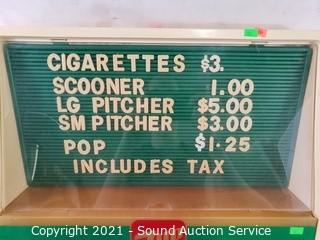 CIGARETTES $3.
SCOONER 1.00
LG PITCHER $5.00
SM PITCHER $3.00
POP $1.25
INCLUDES TAX
Copyright 2021 - Sound Auction Service